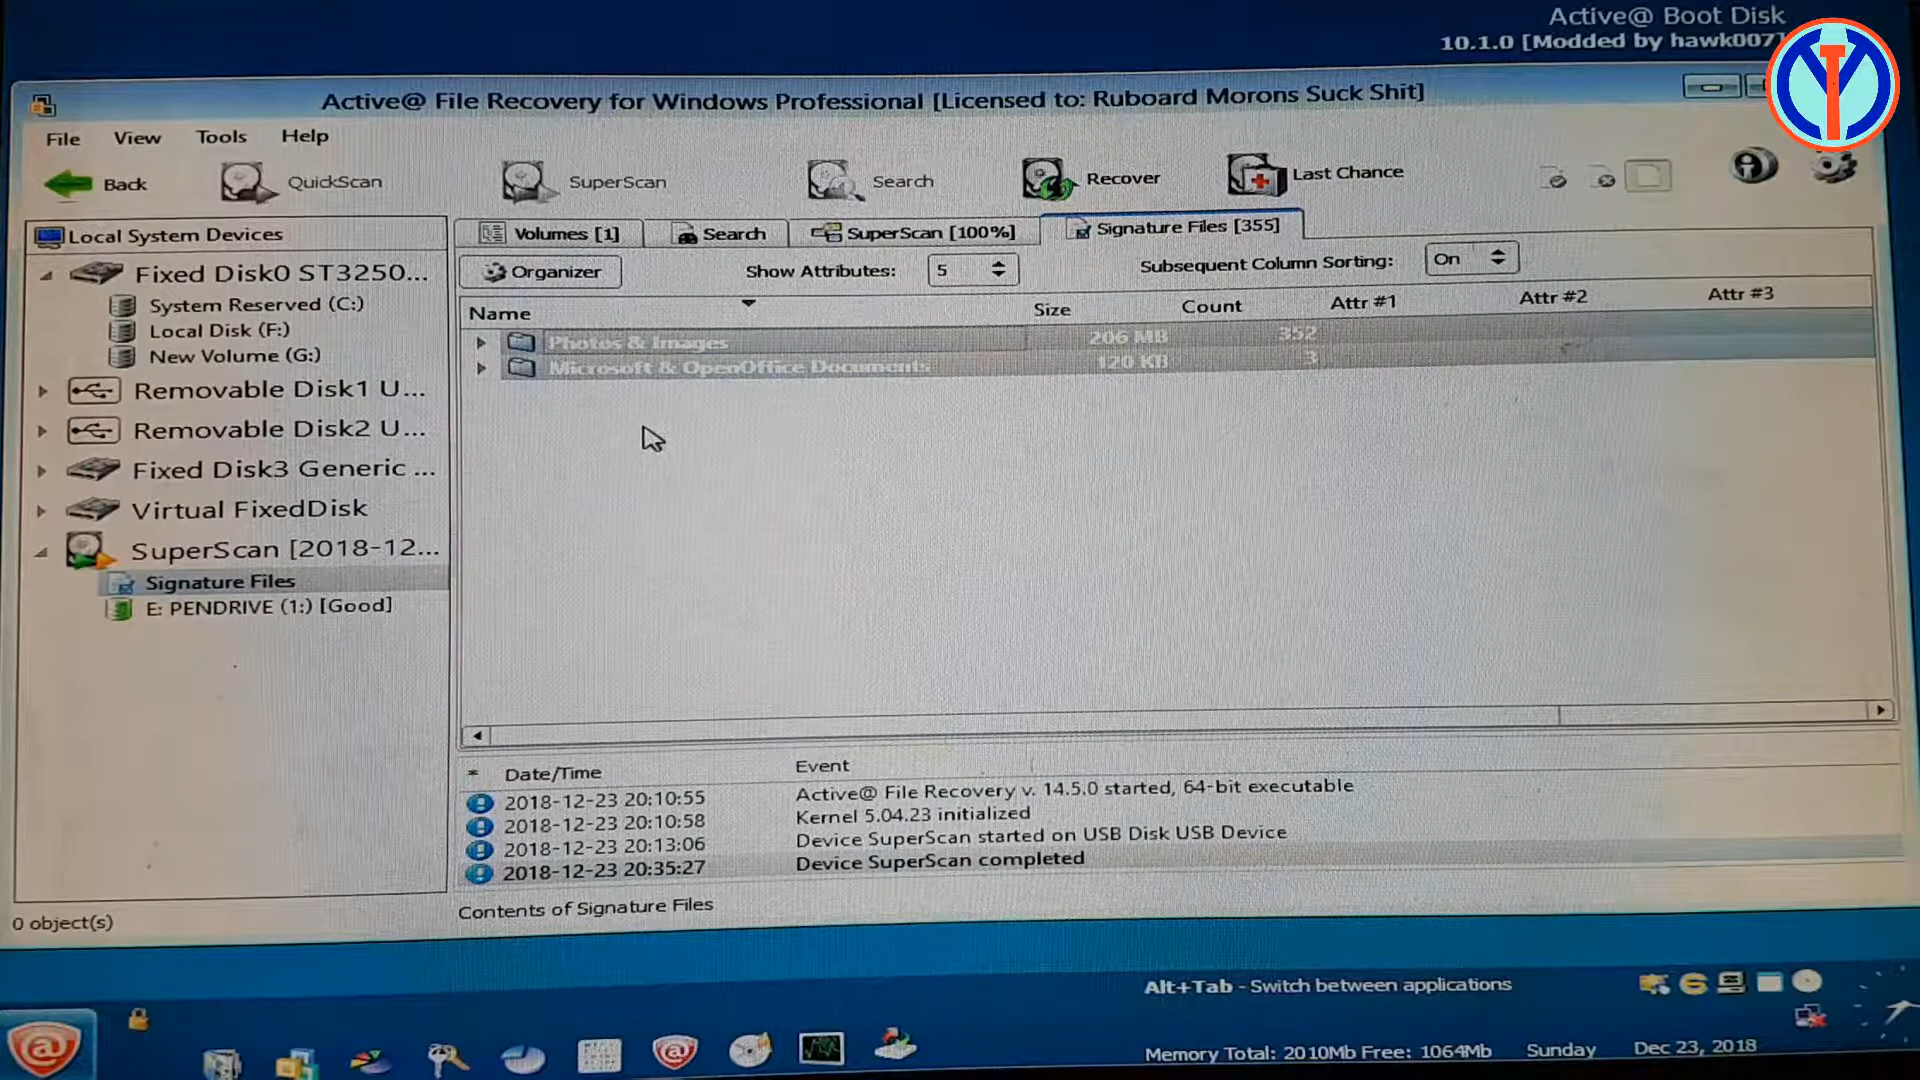 Active@ Boot Disk
10.1.0 [Modded by hawk007]
Active@ File Recovery for Windows Professional [Licensed to: Ruboard Morons Suck Shit]
File View Tools Help
Back QuickScan SuperScan Search Recover Last Chance
Local System Devices
Fixed Disk0 ST3250...
System Reserved (C:)
Local Disk (F:)
New Volume (G:)
Removable Disk1 U...
Removable Disk2 U...
Fixed Disk3 Generic ...
Virtual FixedDisk
SuperScan [2018-12...
Signature Files
E: PENDRIVE (1:) [Good]
0 object(s)
Volumes [1] Search SuperScan [100%] Signature Files [355]
Organizer Show Attributes: 5 Subsequent Column Sorting: On
Name Size Count Attr #1 Attr #2 Attr #3
Photos & Images 206 MB 352
Microsoft & OpenOffice Documents 120 KB 3
* Date/Time Event
2018-12-23 20:10:55 Active@ File Recovery v. 14.5.0 started, 64-bit executable
2018-12-23 20:10:58 Kernel 5.04.23 initialized
2018-12-23 20:13:06 Device SuperScan started on USB Disk USB Device
2018-12-23 20:35:27 Device SuperScan completed
Contents of Signature Files
Alt+Tab - Switch between applications
Memory Total: 2010Mb Free: 1064Mb Sunday Dec 23, 2018